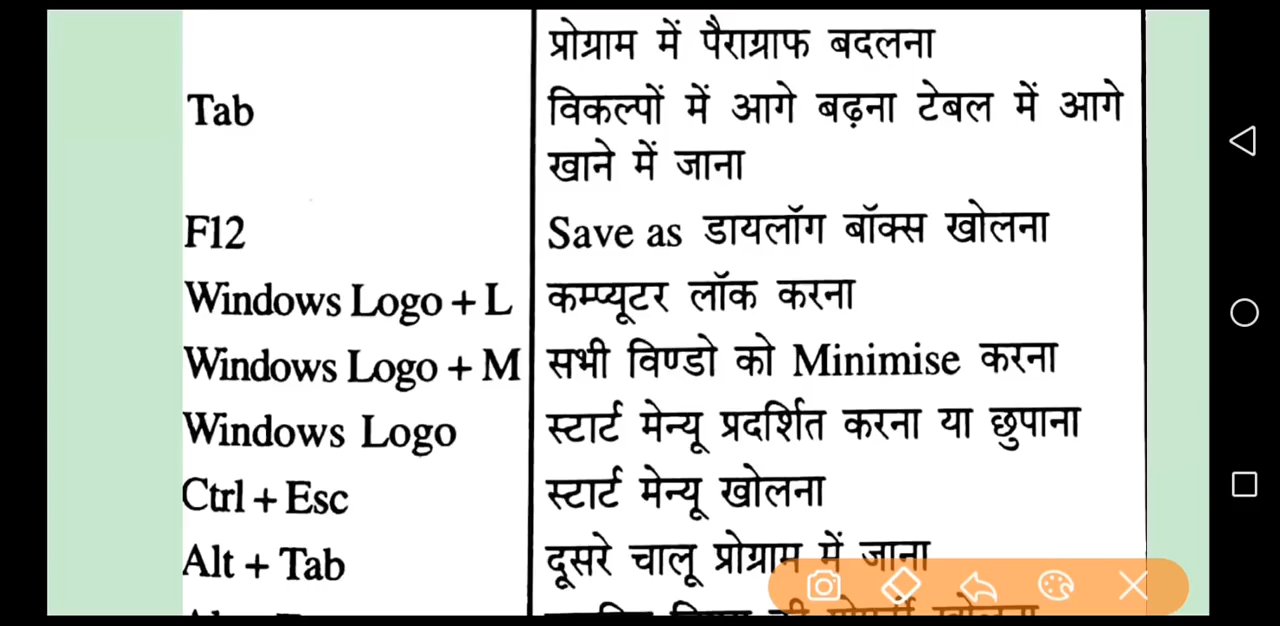 प्रोग्राम में पैराग्राफ बदलना
Tab विकल्पों में आगे बढ़ना टेबल में आगे
खाने में जाना
F12 Save as डायलॉग बॉक्स खोलना
Windows Logo + L कम्प्यूटर लॉक करना
Windows Logo + M सभी विण्डो को Minimise करना
Windows Logo स्टार्ट मेन्यू प्रदर्शित करना या छुपाना
Ctrl + Esc स्टार्ट मेन्यू खोलना
Alt + Tab दूसरे चालू प्रोग्राम में जाना